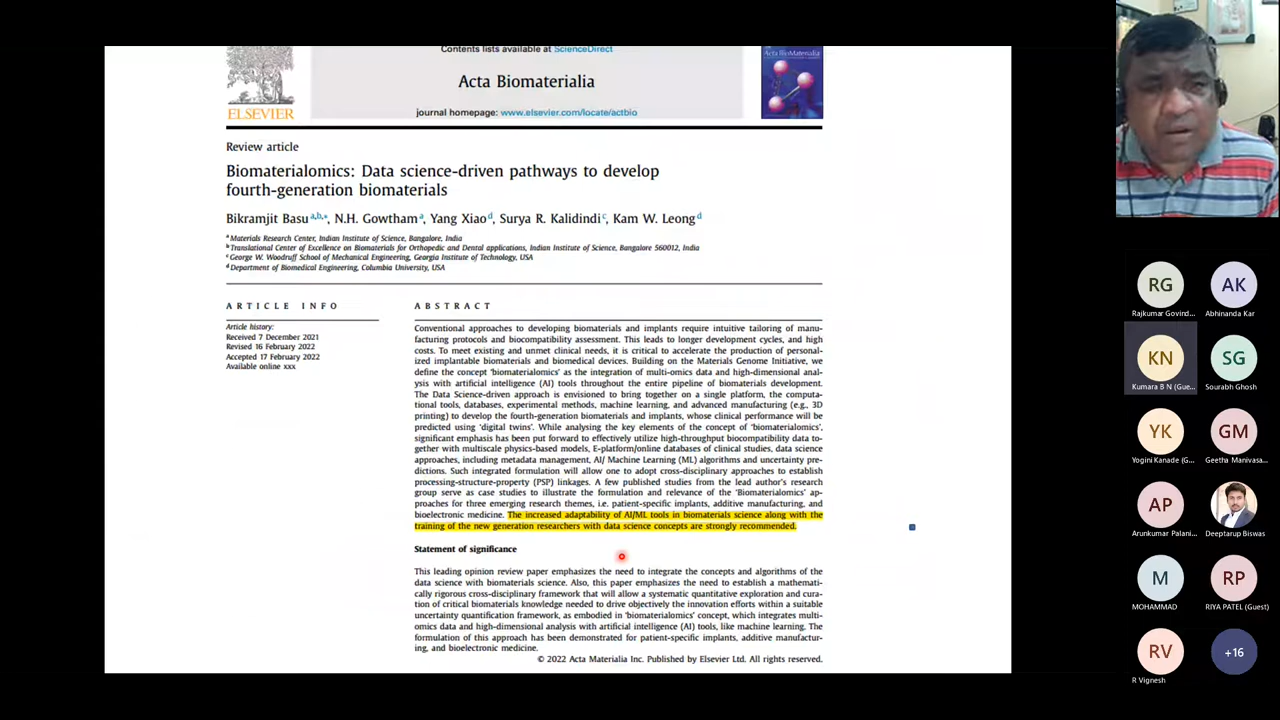 Contents lists available at ScienceDirect
Acta Biomaterialia
journal homepage: www.elsevier.com/locate/actbio
ELSEVIER
Acta BIOMATERIALIA
Review article
Biomaterialomics: Data science-driven pathways to develop
fourth-generation biomaterials
Bikramjit Basu a,b,*, N.H. Gowtham a, Yang Xiao d, Surya R. Kalidindi c, Kam W. Leong d
a Materials Research Center, Indian Institute of Science, Bangalore, India
b Translational Center of Excellence on Biomaterials for Orthopedic and Dental applications, Indian Institute of Science, Bangalore 560012, India
c George W. Woodruff School of Mechanical Engineering, Georgia Institute of Technology, USA
d Department of Biomedical Engineering, Columbia University, USA
ARTICLE INFO
Article history:
Received 7 December 2021
Revised 16 February 2022
Accepted 17 February 2022
Available online xxx
ABSTRACT
Conventional approaches to developing biomaterials and implants require intuitive tailoring of manu-
facturing protocols and biocompatibility assessment. This leads to longer development cycles, and high
costs. To meet existing and unmet clinical needs, it is critical to accelerate the production of personal-
ized implantable biomaterials and biomedical devices. Building on the Materials Genome Initiative, we
define the concept 'biomaterialomics' as the integration of multi-omics data and high-dimensional anal-
ysis with artificial intelligence (AI) tools throughout the entire pipeline of biomaterials development.
The Data Science-driven approach is envisioned to bring together on a single platform, the computa-
tional tools, databases, experimental methods, machine learning, and advanced manufacturing (e.g., 3D
printing) to develop the fourth-generation biomaterials and implants, whose clinical performance will be
predicted using 'digital twins'. While analysing the key elements of the concept of 'biomaterialomics',
significant emphasis has been put forward to effectively utilize high-throughput biocompatibility data to-
gether with multiscale physics-based models, E-platform/online databases of clinical studies, data science
approaches, including metadata management, AI/ Machine Learning (ML) algorithms and uncertainty pre-
dictions. Such integrated formulation will allow one to adopt cross-disciplinary approaches to establish
processing-structure-property (PSP) linkages. A few published studies from the lead author's research
group serve as case studies to illustrate the formulation and relevance of the 'Biomaterialomics' ap-
proaches for three emerging research themes, i.e. patient-specific implants, additive manufacturing, and
bioelectronic medicine. The increased adaptability of AI/ML tools in biomaterials science along with the
training of the new generation researchers with data science concepts are strongly recommended.
Statement of significance
This leading opinion review paper emphasizes the need to integrate the concepts and algorithms of the
data science with biomaterials science. Also, this paper emphasizes the need to establish a mathemati-
cally rigorous cross-disciplinary framework that will allow a systematic quantitative exploration and cura-
tion of critical biomaterials knowledge needed to drive objectively the innovation efforts within a suitable
uncertainty quantification framework, as embodied in 'biomaterialomics' concept, which integrates multi-
omics data and high-dimensional analysis with artificial intelligence (AI) tools, like machine learning. The
formulation of this approach has been demonstrated for patient-specific implants, additive manufactur-
ing, and bioelectronic medicine.
© 2022 Acta Materialia Inc. Published by Elsevier Ltd. All rights reserved.
RG
Rajkumar Govind...
AK
Abhinanda Kar
KN
Kumara B N (Gue...
SG
Sourabh Ghosh
YK
Yogini Kanade (G...
GM
Geetha Manivasa...
AP
Arunkumar Palani...
Deeptarup Biswas
M
MOHAMMAD
RP
RIYA PATEL (Guest)
RV
R Vignesh
+16